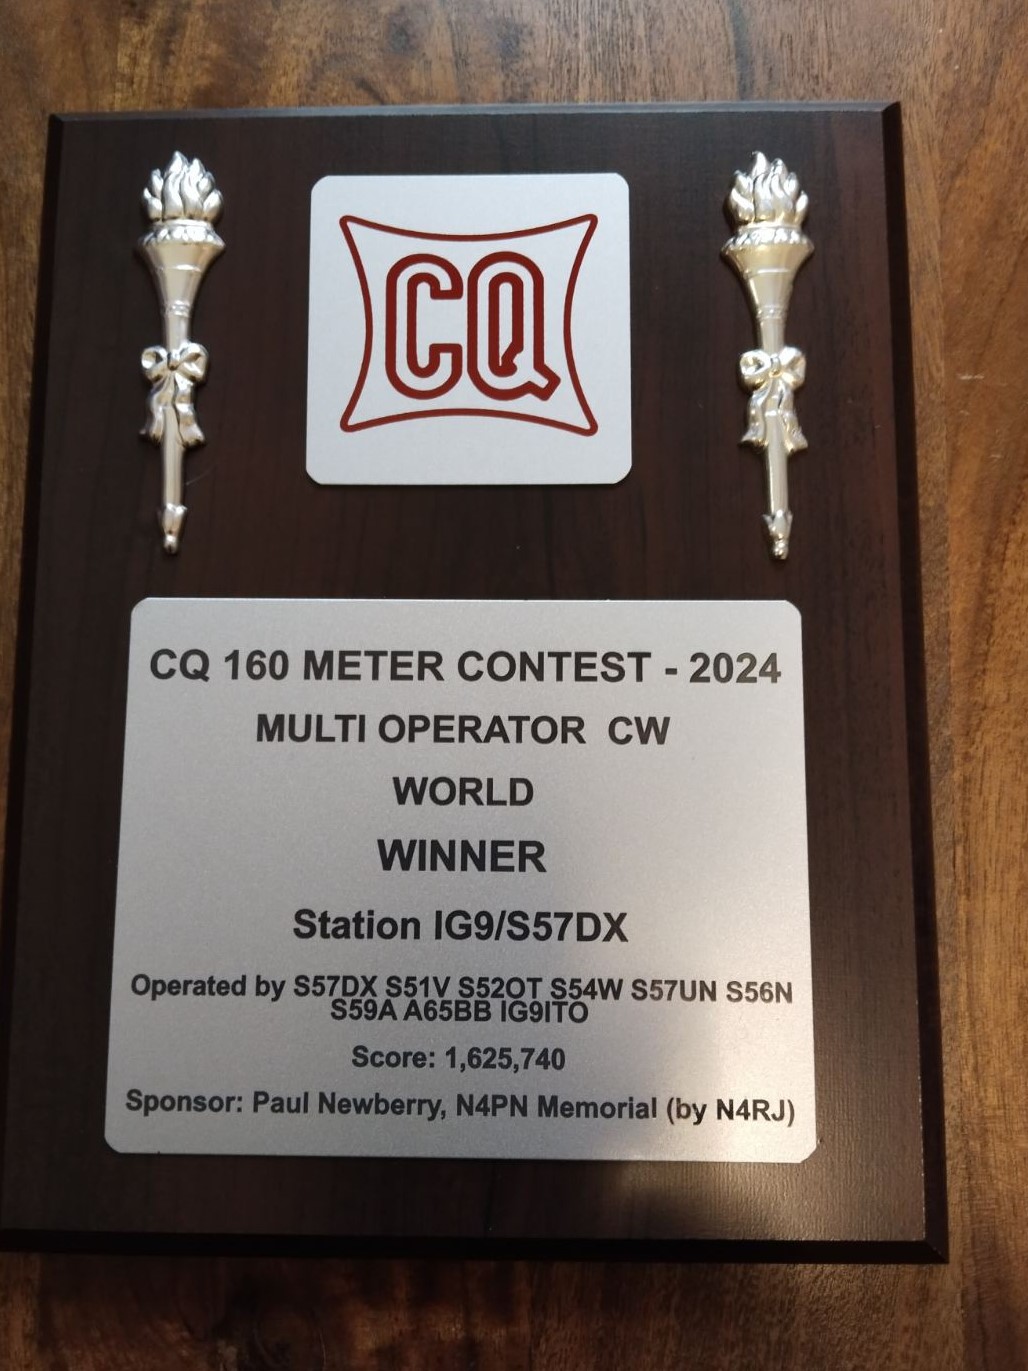 CQ
CQ 160 METER CONTEST - 2024
MULTI OPERATOR CW
WORLD
WINNER
Station IG9/S57DX
Operated by S57DX S51V S52OT S54W S57UN S56N
S59A A65BB IG9ITO
Score: 1,625,740
Sponsor: Paul Newberry, N4PN Memorial (by N4RJ)